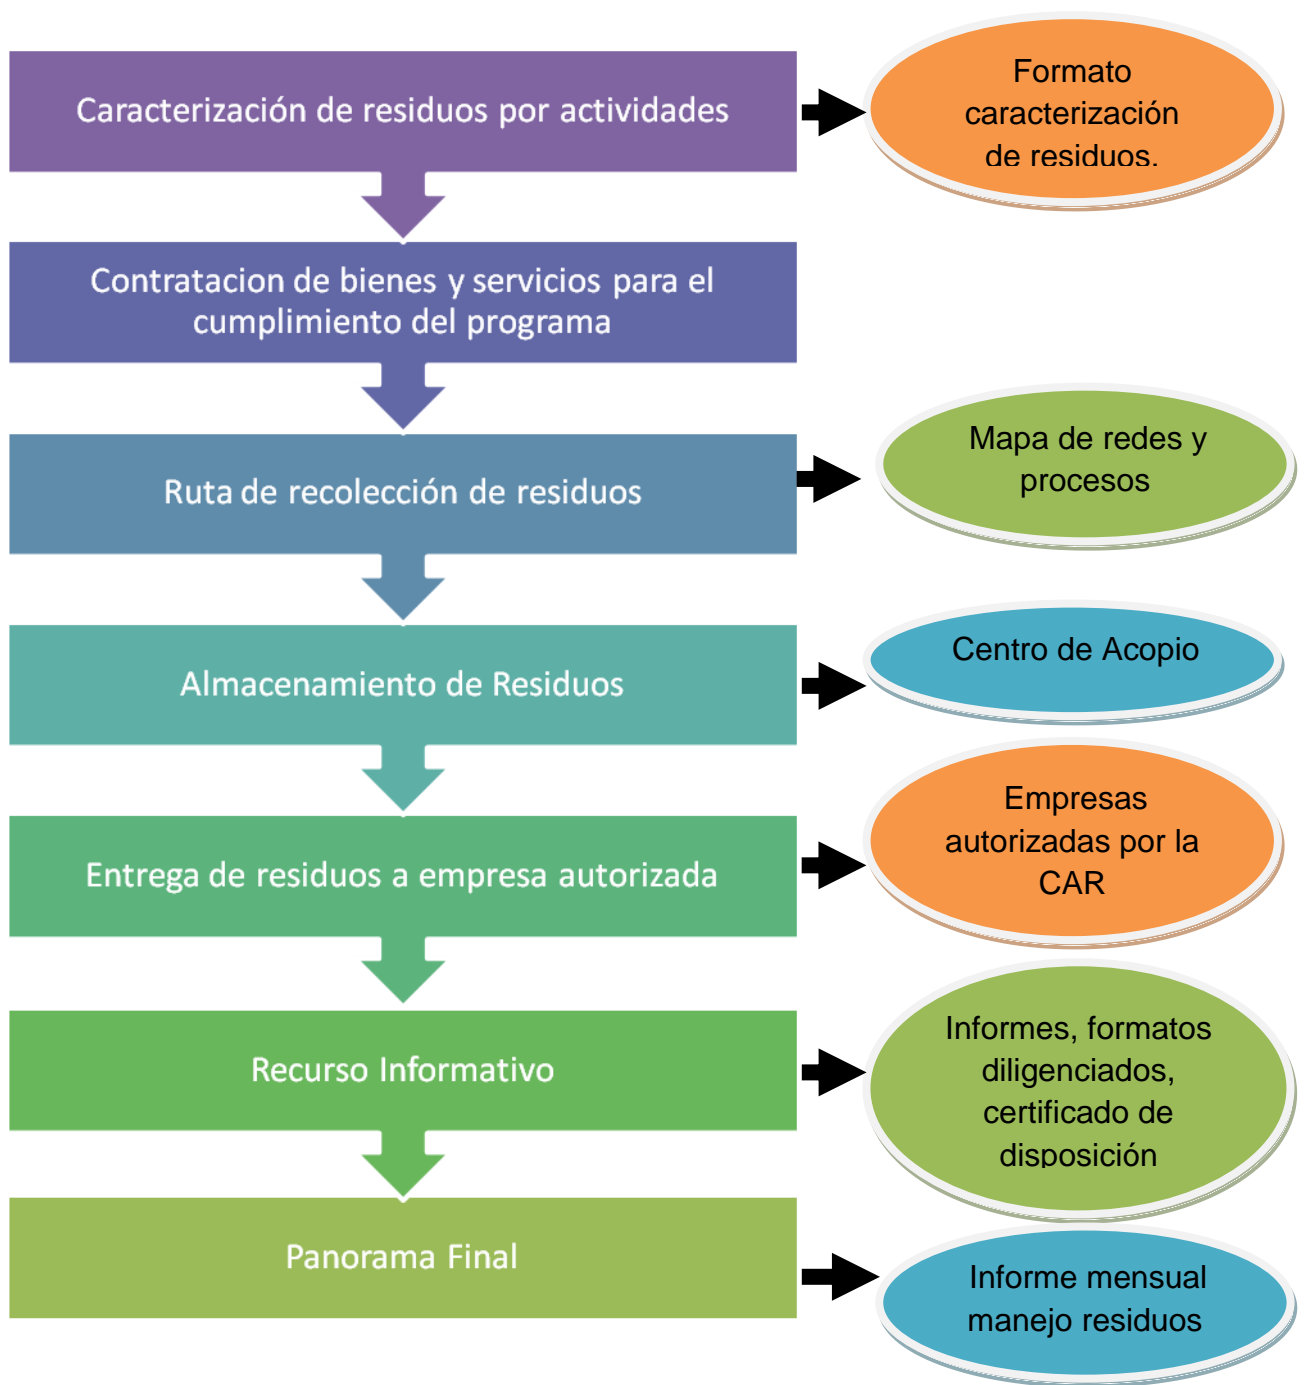 Caracterización de residuos por actividades
Formato
caracterización
de residuos.
Contratacion de bienes y servicios para el
cumplimiento del programa
Ruta de recolección de residuos
Mapa de redes y
procesos
Almacenamiento de Residuos
Centro de Acopio
Entrega de residuos a empresa autorizada
Empresas
autorizadas por la
CAR
Recurso Informativo
Informes, formatos
diligenciados,
certificado de
disposición
Panorama Final
Informe mensual
manejo residuos